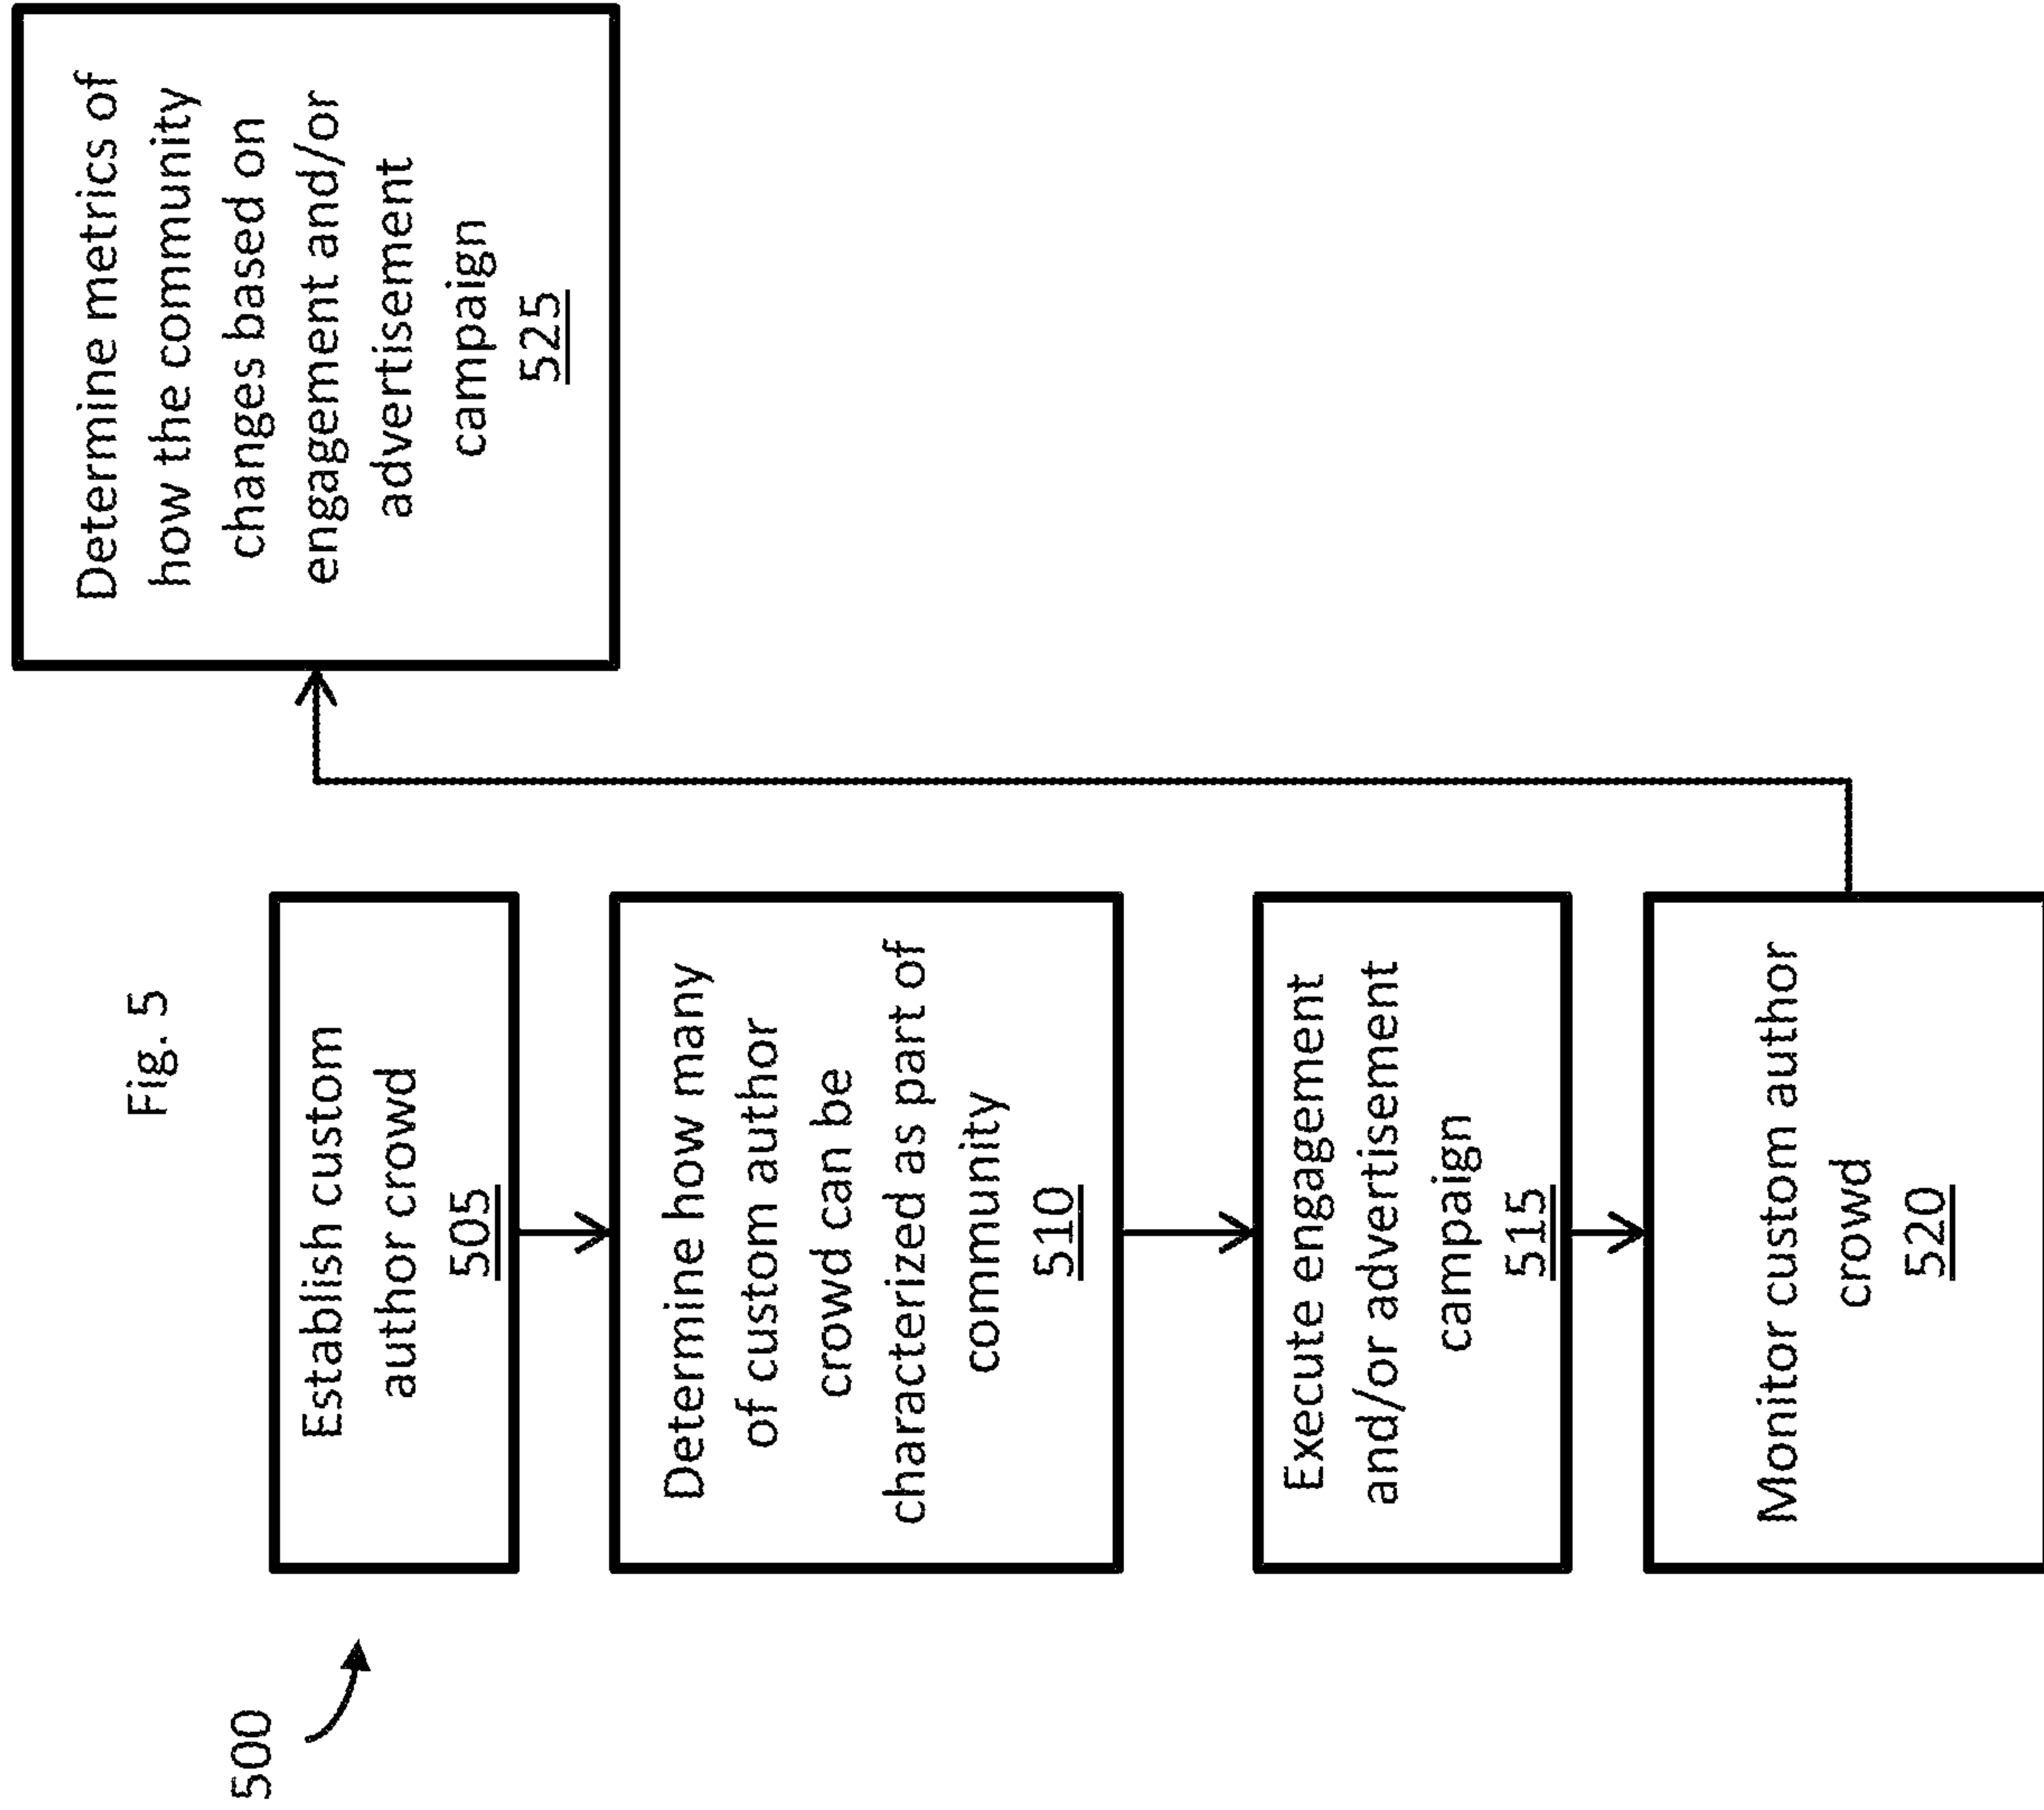 Fig. 5
500
Establish custom
author crowd
505
Determine how many
of custom author
crowd can be
characterized as part of
community
510
Execute engagement
and/or advertisement
campaign
515
Monitor custom author
crowd
520
Determine metrics of
how the community
changes based on
engagement and/or
advertisement
campaign
525